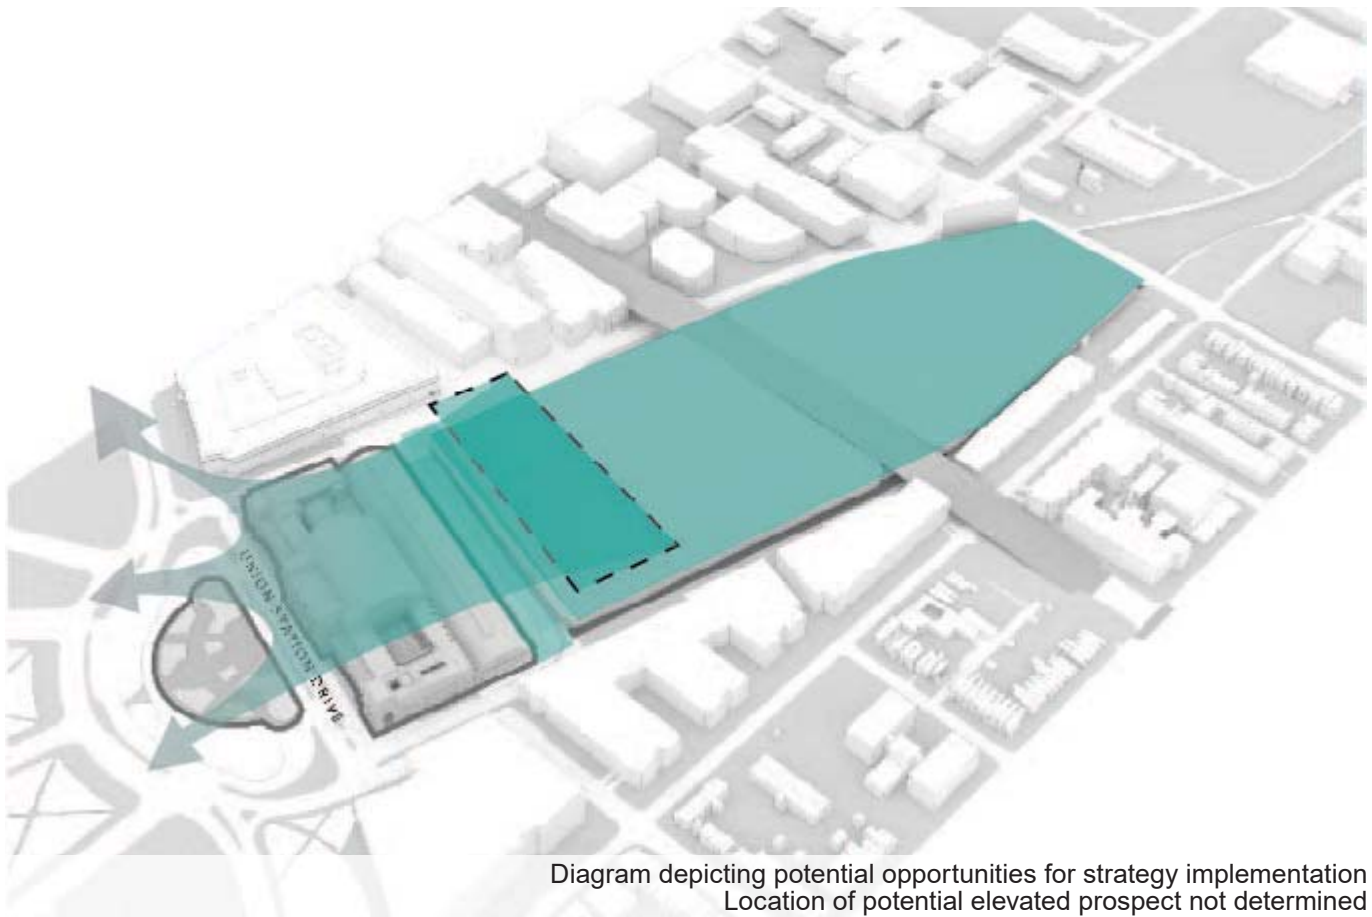 UNION STATION DRIVE
Diagram depicting potential opportunities for strategy implementation
Location of potential elevated prospect not determined